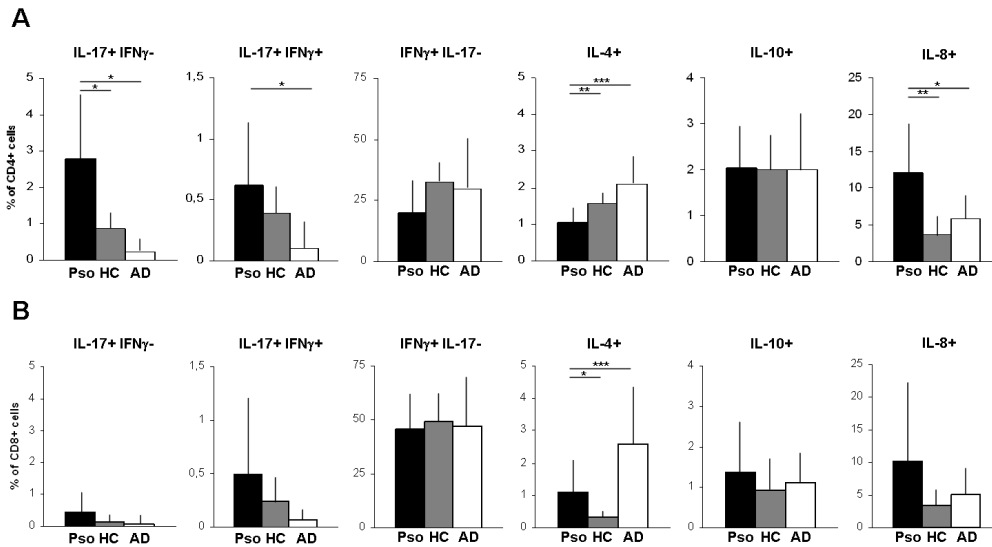 A
IL-17+ IFNγ- IL-17+ IFNγ+ IFNγ+ IL-17- IL-4+ IL-10+ IL-8+
% of CD4+ cells
5 4 3 2 1 0
* *
Pso HC AD
1,5 1 0,5 0
*
Pso HC AD
75 50 25 0
Pso HC AD
5 4 3 2 1 0
*** **
Pso HC AD
4 3 2 1 0
Pso HC AD
25 20 15 10 5 0
* **
Pso HC AD
B
IL-17+ IFNγ- IL-17+ IFNγ+ IFNγ+ IL-17- IL-4+ IL-10+ IL-8+
% of CD8+ cells
5 4 3 2 1 0
Pso HC AD
1,5 1 0,5 0
Pso HC AD
75 50 25 0
Pso HC AD
5 4 3 2 1 0
*** *
Pso HC AD
4 3 2 1 0
Pso HC AD
25 20 15 10 5 0
Pso HC AD